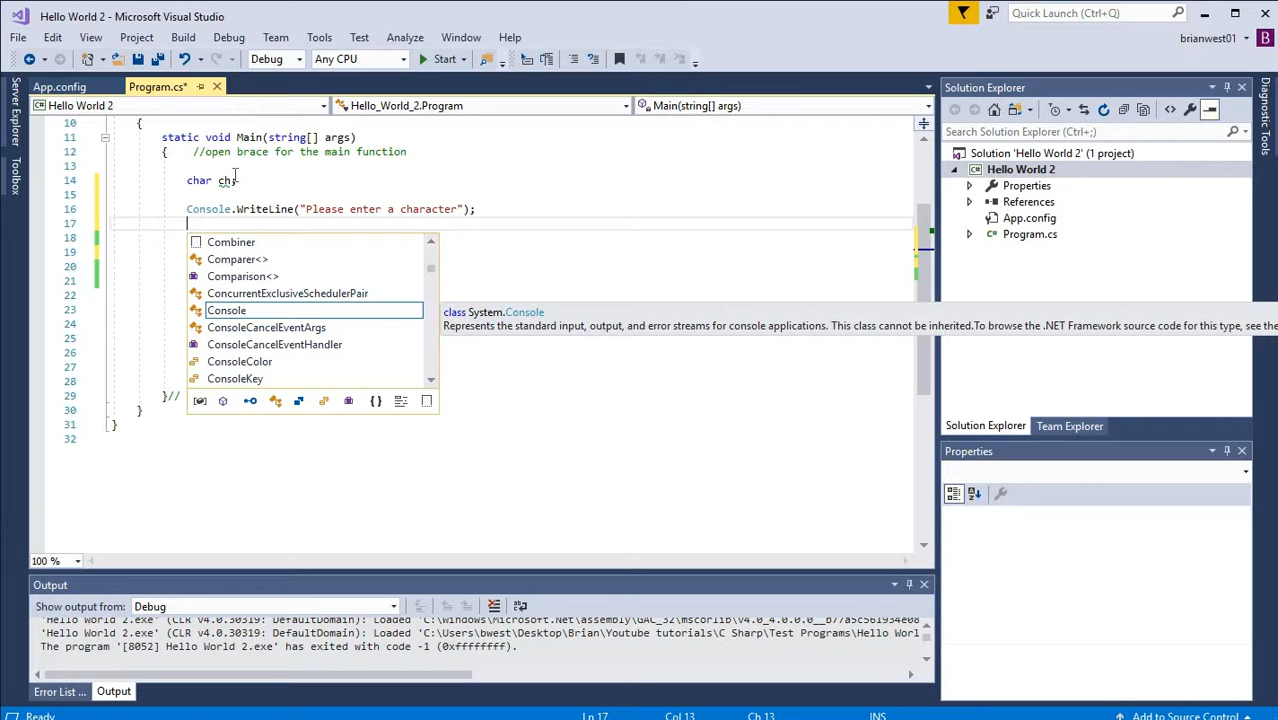 Hello World 2 - Microsoft Visual Studio
Quick Launch (Ctrl+Q)
File Edit View Project Build Debug Team Tools Test Analyze Window Help
brianwest01 B
Debug Any CPU Start
Server Explorer
Toolbox
App.config Program.cs*
Hello World 2 Hello_World_2.Program Main(string[] args)
10 {
11 static void Main(string[] args)
12 { //open brace for the main function
13
14 char ch;
15
16 Console.WriteLine("Please enter a character");
17
18
19
20
21
22
23
24
25
26
27
28
29 }//
30 }
31 }
32
Combiner
Comparer<>
Comparison<>
ConcurrentExclusiveSchedulerPair
Console
ConsoleCancelEventArgs
ConsoleCancelEventHandler
ConsoleColor
ConsoleKey
class System.Console
Represents the standard input, output, and error streams for console applications. This class cannot be inherited.To browse the .NET Framework source code for this type, see the
100 %
Output
Show output from: Debug
'Hello World 2.exe' (CLR v4.0.30319: DefaultDomain): Loaded 'C:\Windows\Microsoft.Net\assembly\GAC_32\mscorlib\v4.0_4.0.0.0__b77a5c561934e08
'Hello World 2.exe' (CLR v4.0.30319: DefaultDomain): Loaded 'C:\Users\bwest\Desktop\Brian\Youtube tutorials\C Sharp\Test Programs\Hello Worl
The program '[8052] Hello World 2.exe' has exited with code -1 (0xffffffff).
Error List ... Output
Solution Explorer
Search Solution Explorer (Ctrl+;)
Solution 'Hello World 2' (1 project)
Hello World 2
Properties
References
App.config
Program.cs
Solution Explorer Team Explorer
Properties
Diagnostic Tools
Ready Ln 17 Col 13 Ch 13 INS Add to Source Control